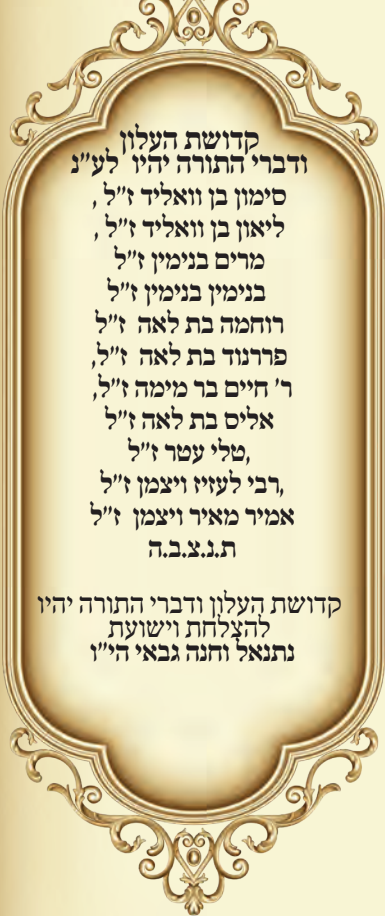 קדושת העלון
ודברי התורה יהיו לע"נ
סימון בן וואליד ז"ל ,
ליאון בן וואליד ז"ל ,
מרים בנימין ז"ל
בנימין בנימין ז"ל
רוחמה בת לאה ז"ל
פררנוד בת לאה ז"ל,
ר' חיים בר מימה ז"ל,
אליס בת לאה ז"ל
,טלי עטר ז"ל
,רבי לעזיז ויצמן ז"ל
אמיר מאיר ויצמן ז"ל
ת.נ.צ.ב.ה
קדושת העלון ודברי התורה יהיו
להצלחת וישועת
נתנאל וחנה גבאי הי"ו